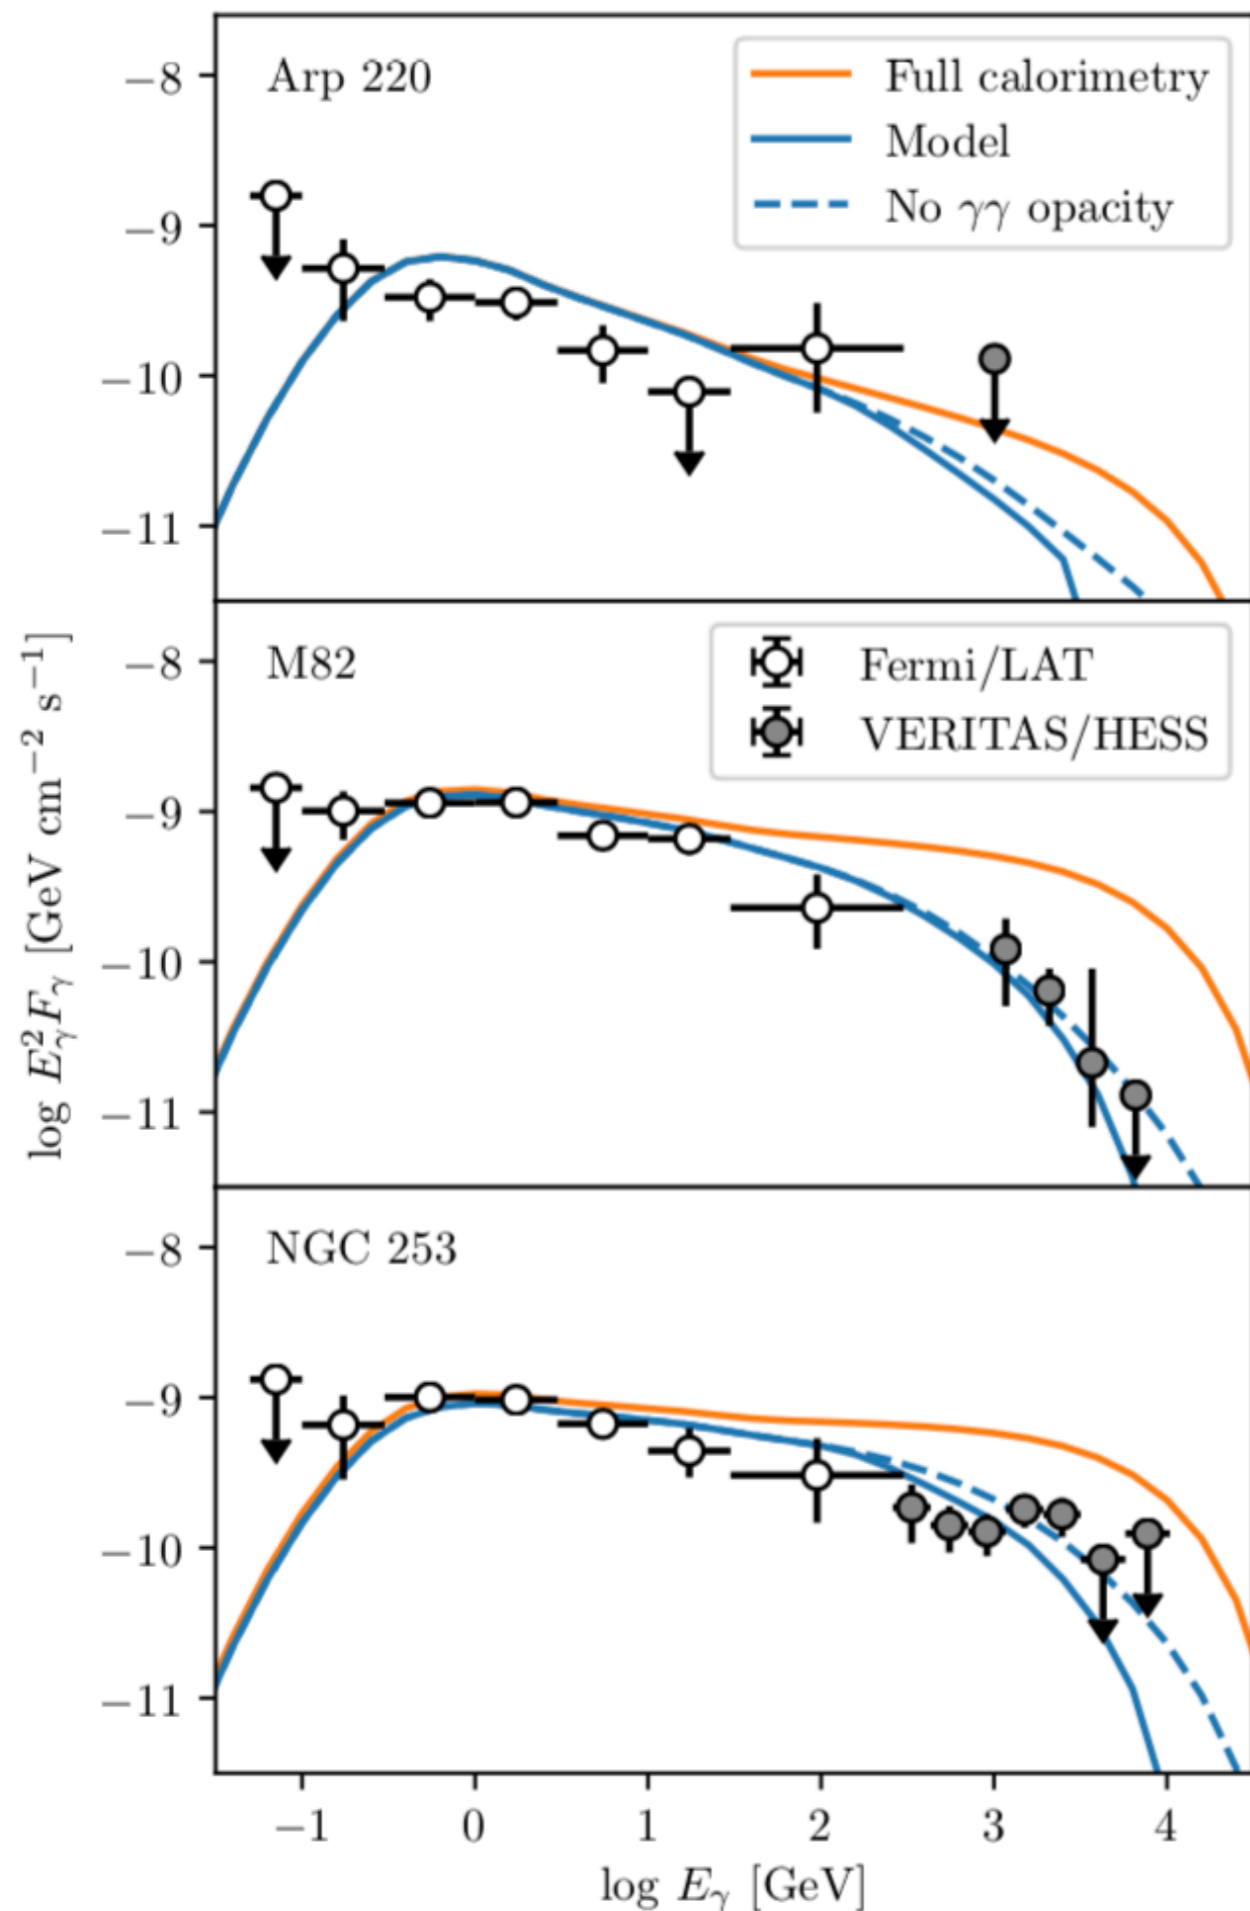 Arp 220
Full calorimetry
Model
No γγ opacity
−8
−9
−10
−11
M82
Fermi/LAT
VERITAS/HESS
−8
−9
−10
−11
log E²γFγ [GeV cm⁻² s⁻¹]
NGC 253
−8
−9
−10
−11
−1 0 1 2 3 4
log Eγ [GeV]